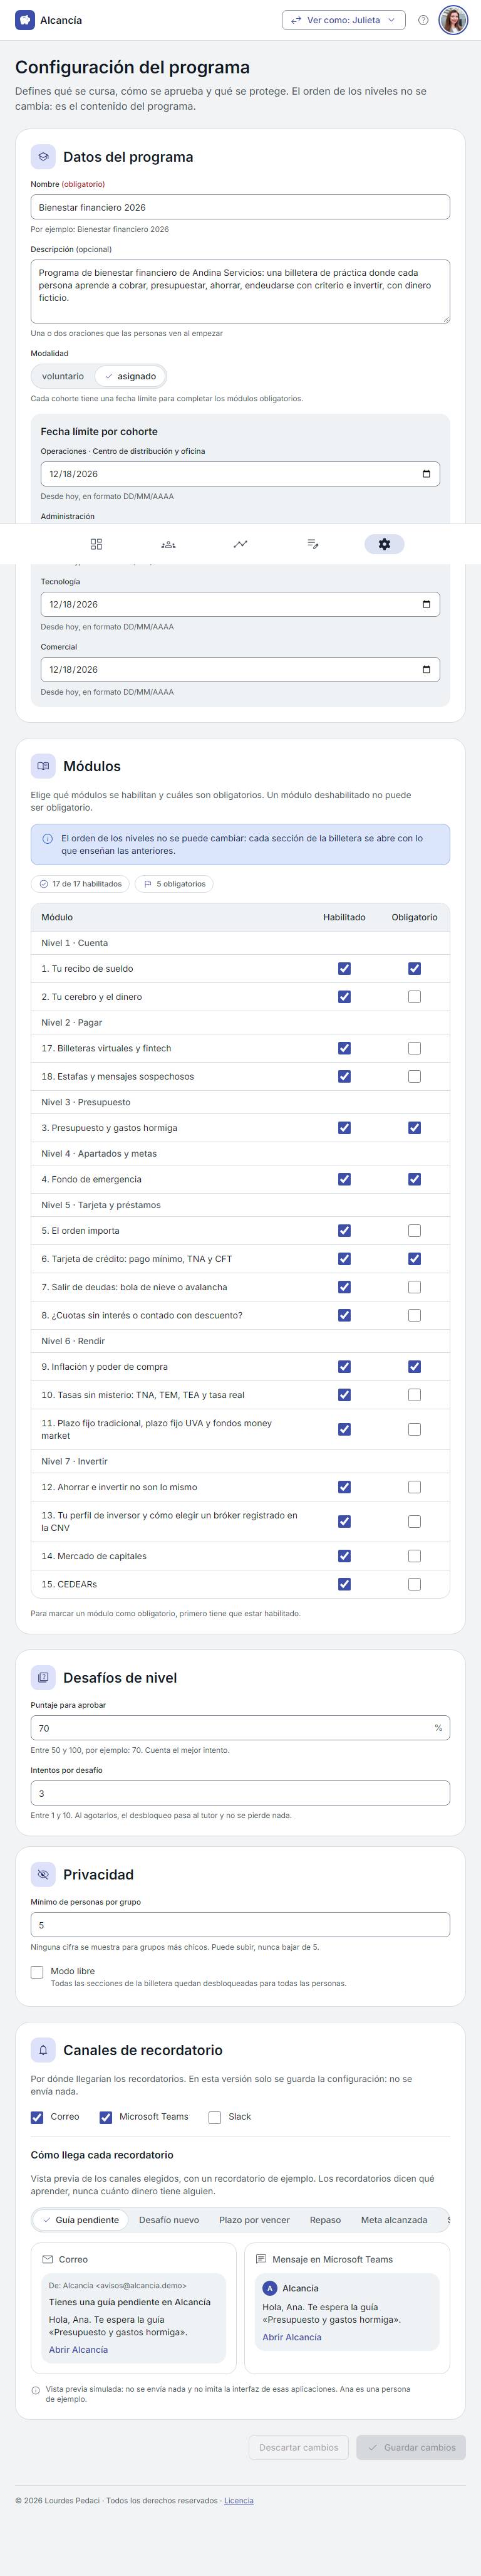 Alcancía
Ver como: Julieta
Configuración del programa
Defines qué se cursa, cómo se aprueba y qué se protege. El orden de los niveles no se
cambia: es el contenido del programa.
Datos del programa
Nombre (obligatorio)
Bienestar financiero 2026
Por ejemplo: Bienestar financiero 2026
Descripción (opcional)
Programa de bienestar financiero de Andina Servicios: una billetera de práctica donde cada
persona aprende a cobrar, presupuestar, ahorrar, endeudarse con criterio e invertir, con dinero
ficticio.
Una o dos oraciones que las personas ven al empezar
Modalidad
voluntario
asignado
Cada cohorte tiene una fecha límite para completar los módulos obligatorios.
Fecha límite por cohorte
Operaciones · Centro de distribución y oficina
12/18/2026
Desde hoy, en formato DD/MM/AAAA
Administración
Tecnología
12/18/2026
Desde hoy, en formato DD/MM/AAAA
Comercial
12/18/2026
Desde hoy, en formato DD/MM/AAAA
Módulos
Elige qué módulos se habilitan y cuáles son obligatorios. Un módulo deshabilitado no puede
ser obligatorio.
El orden de los niveles no se puede cambiar: cada sección de la billetera se abre con lo
que enseñan las anteriores.
17 de 17 habilitados
5 obligatorios
Módulo Habilitado Obligatorio
Nivel 1 · Cuenta
1. Tu recibo de sueldo
2. Tu cerebro y el dinero
Nivel 2 · Pagar
17. Billeteras virtuales y fintech
18. Estafas y mensajes sospechosos
Nivel 3 · Presupuesto
3. Presupuesto y gastos hormiga
Nivel 4 · Apartados y metas
4. Fondo de emergencia
Nivel 5 · Tarjeta y préstamos
5. El orden importa
6. Tarjeta de crédito: pago mínimo, TNA y CFT
7. Salir de deudas: bola de nieve o avalancha
8. ¿Cuotas sin interés o contado con descuento?
Nivel 6 · Rendir
9. Inflación y poder de compra
10. Tasas sin misterio: TNA, TEM, TEA y tasa real
11. Plazo fijo tradicional, plazo fijo UVA y fondos money
market
Nivel 7 · Invertir
12. Ahorrar e invertir no son lo mismo
13. Tu perfil de inversor y cómo elegir un bróker registrado en
la CNV
14. Mercado de capitales
15. CEDEARs
Para marcar un módulo como obligatorio, primero tiene que estar habilitado.
Desafíos de nivel
Puntaje para aprobar
70 %
Entre 50 y 100, por ejemplo: 70. Cuenta el mejor intento.
Intentos por desafío
3
Entre 1 y 10. Al agotarlos, el desbloqueo pasa al tutor y no se pierde nada.
Privacidad
Mínimo de personas por grupo
5
Ninguna cifra se muestra para grupos más chicos. Puede subir, nunca bajar de 5.
Modo libre
Todas las secciones de la billetera quedan desbloqueadas para todas las personas.
Canales de recordatorio
Por dónde llegarían los recordatorios. En esta versión solo se guarda la configuración: no se
envía nada.
Correo Microsoft Teams Slack
Cómo llega cada recordatorio
Vista previa de los canales elegidos, con un recordatorio de ejemplo. Los recordatorios dicen qué
aprender, nunca cuánto dinero tiene alguien.
Guía pendiente Desafío nuevo Plazo por vencer Repaso Meta alcanzada
Correo
De: Alcancía <avisos@alcancia.demo>
Tienes una guía pendiente en Alcancía
Hola, Ana. Te espera la guía
«Presupuesto y gastos hormiga».
Abrir Alcancía
Mensaje en Microsoft Teams
A Alcancía
Hola, Ana. Te espera la guía
«Presupuesto y gastos hormiga».
Abrir Alcancía
Vista previa simulada: no se envía nada y no imita la interfaz de esas aplicaciones. Ana es una persona
de ejemplo.
Descartar cambios
Guardar cambios
© 2026 Lourdes Pedaci · Todos los derechos reservados · Licencia